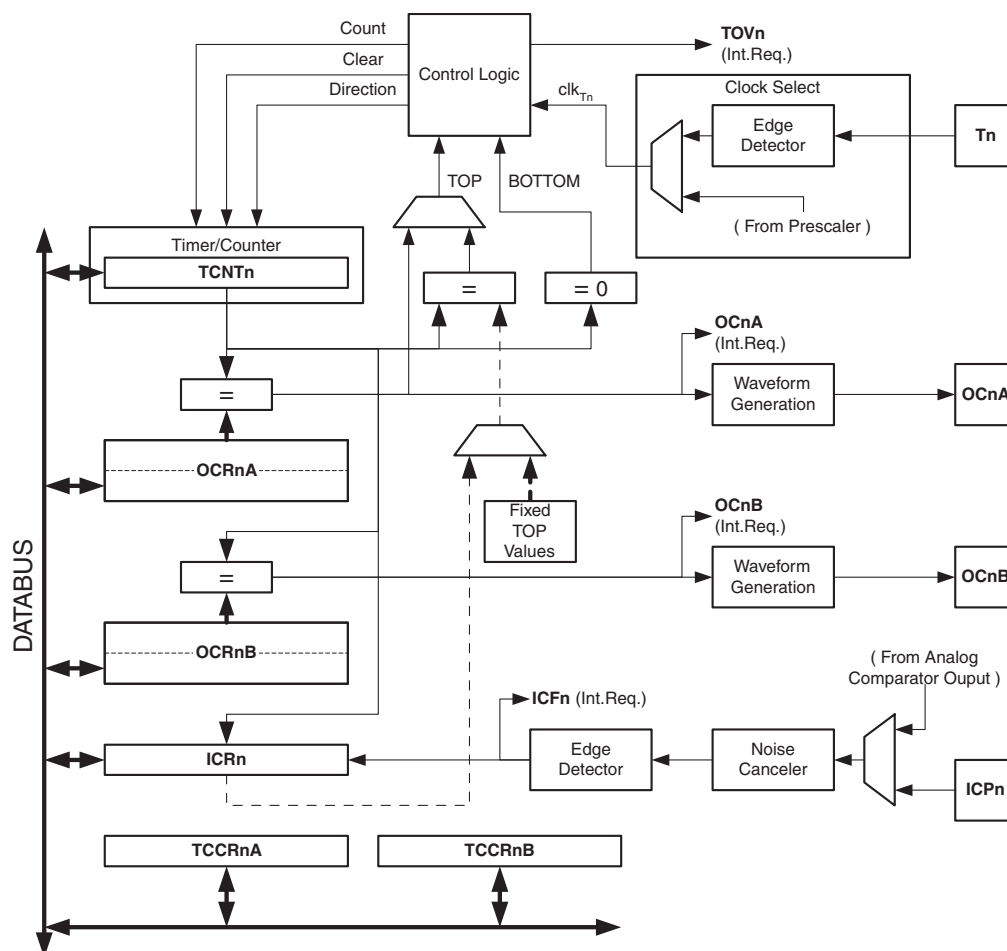 Count
Clear
Direction
Control Logic
TOVn
(Int.Req.)
clkTn
Clock Select
Edge
Detector
Tn
TOP
BOTTOM
( From Prescaler )
Timer/Counter
TCNTn
=
= 0
OCnA
(Int.Req.)
=
Waveform
Generation
OCnA
OCRnA
Fixed
TOP
Values
OCnB
(Int.Req.)
DATABUS
=
Waveform
Generation
OCnB
OCRnB
( From Analog
Comparator Ouput )
ICFn (Int.Req.)
ICRn
Edge
Detector
Noise
Canceler
ICPn
TCCRnA
TCCRnB